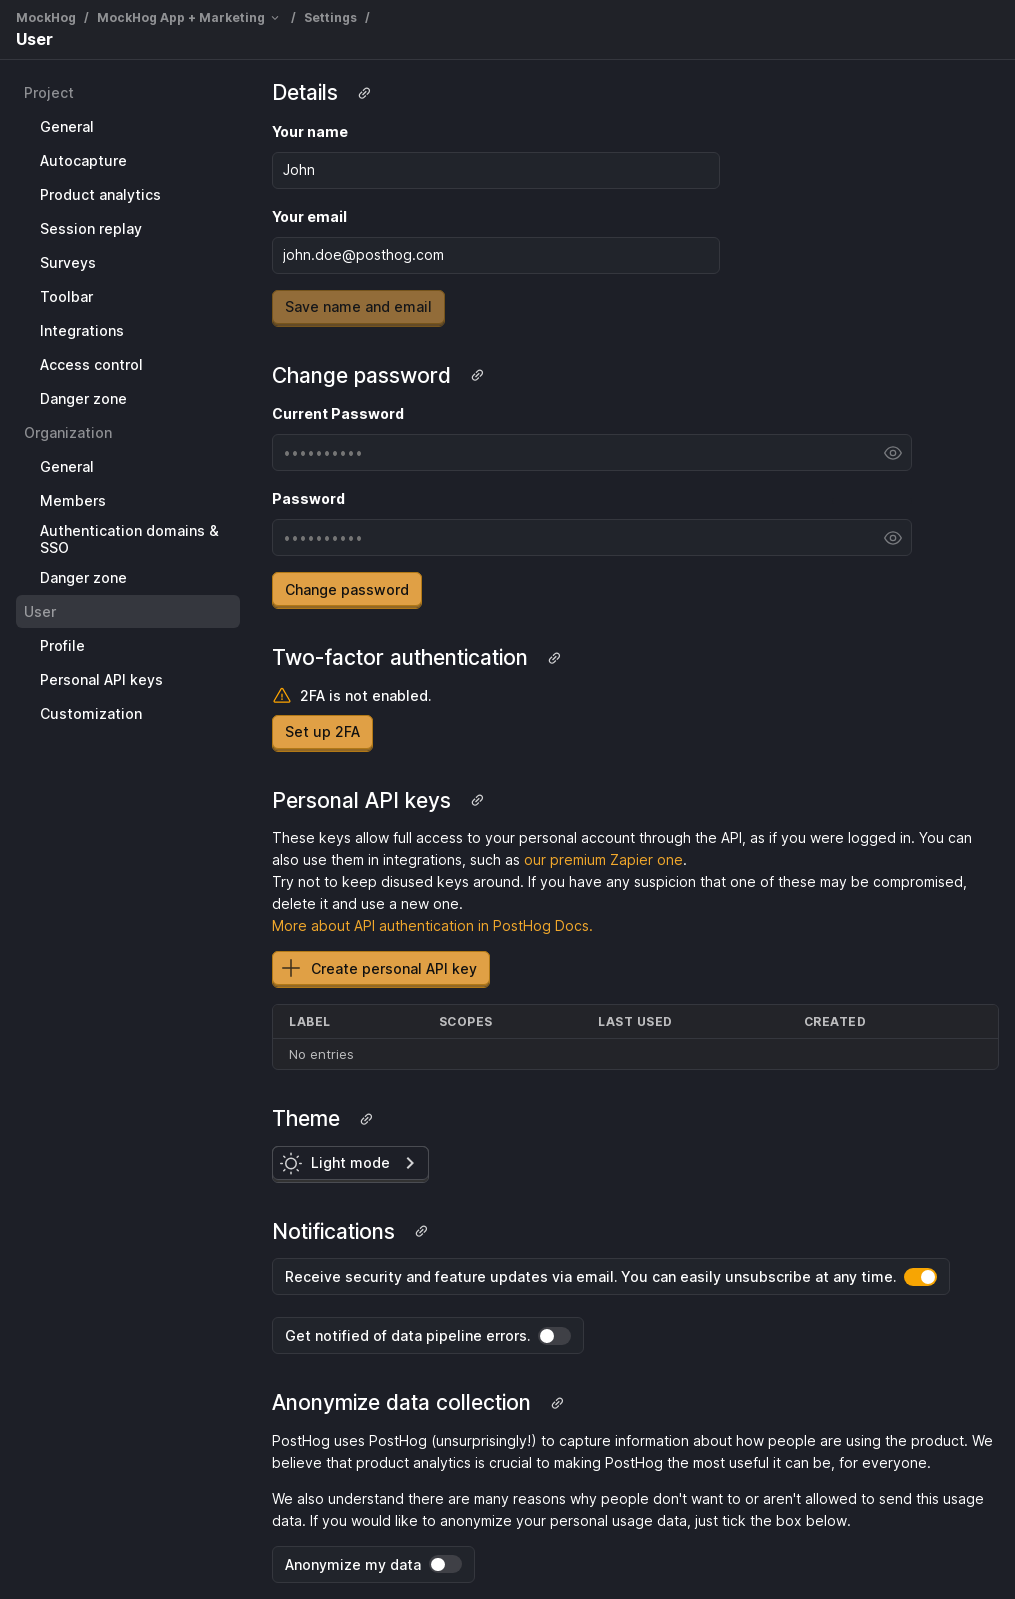 MockHog / MockHog App + Marketing / Settings /
User
Project
General
Autocapture
Product analytics
Session replay
Surveys
Toolbar
Integrations
Access control
Danger zone
Organization
General
Members
Authentication domains &
SSO
Danger zone
User
Profile
Personal API keys
Customization
Details
Your name
John
Your email
john.doe@posthog.com
Save name and email
Change password
Current Password
••••••••••
Password
••••••••••
Change password
Two-factor authentication
2FA is not enabled.
Set up 2FA
Personal API keys
These keys allow full access to your personal account through the API, as if you were logged in. You can
also use them in integrations, such as our premium Zapier one.
Try not to keep disused keys around. If you have any suspicion that one of these may be compromised,
delete it and use a new one.
More about API authentication in PostHog Docs.
Create personal API key
LABEL SCOPES LAST USED CREATED
No entries
Theme
Light mode
Notifications
Receive security and feature updates via email. You can easily unsubscribe at any time.
Get notified of data pipeline errors.
Anonymize data collection
PostHog uses PostHog (unsurprisingly!) to capture information about how people are using the product. We
believe that product analytics is crucial to making PostHog the most useful it can be, for everyone.
We also understand there are many reasons why people don't want to or aren't allowed to send this usage
data. If you would like to anonymize your personal usage data, just tick the box below.
Anonymize my data